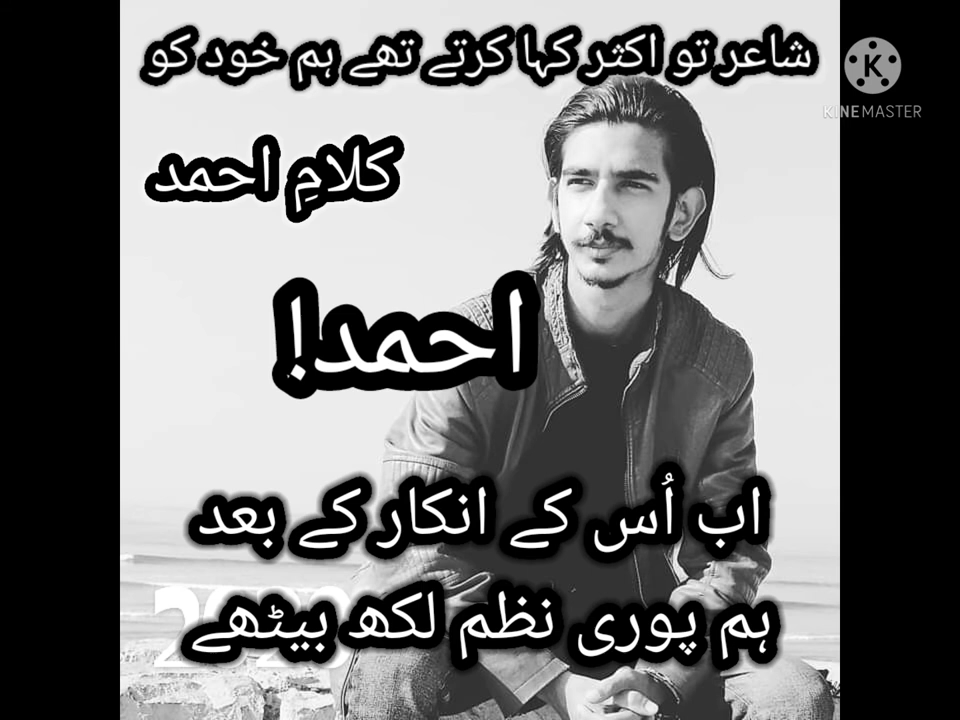 شاعر تو اکثر کہا کرتے تھے ہم خود کو
K
KINEMASTER
کلامِ احمد
احمد!
اب اُس کے انکار کے بعد
ہم پوری نظم لکھ بیٹھے